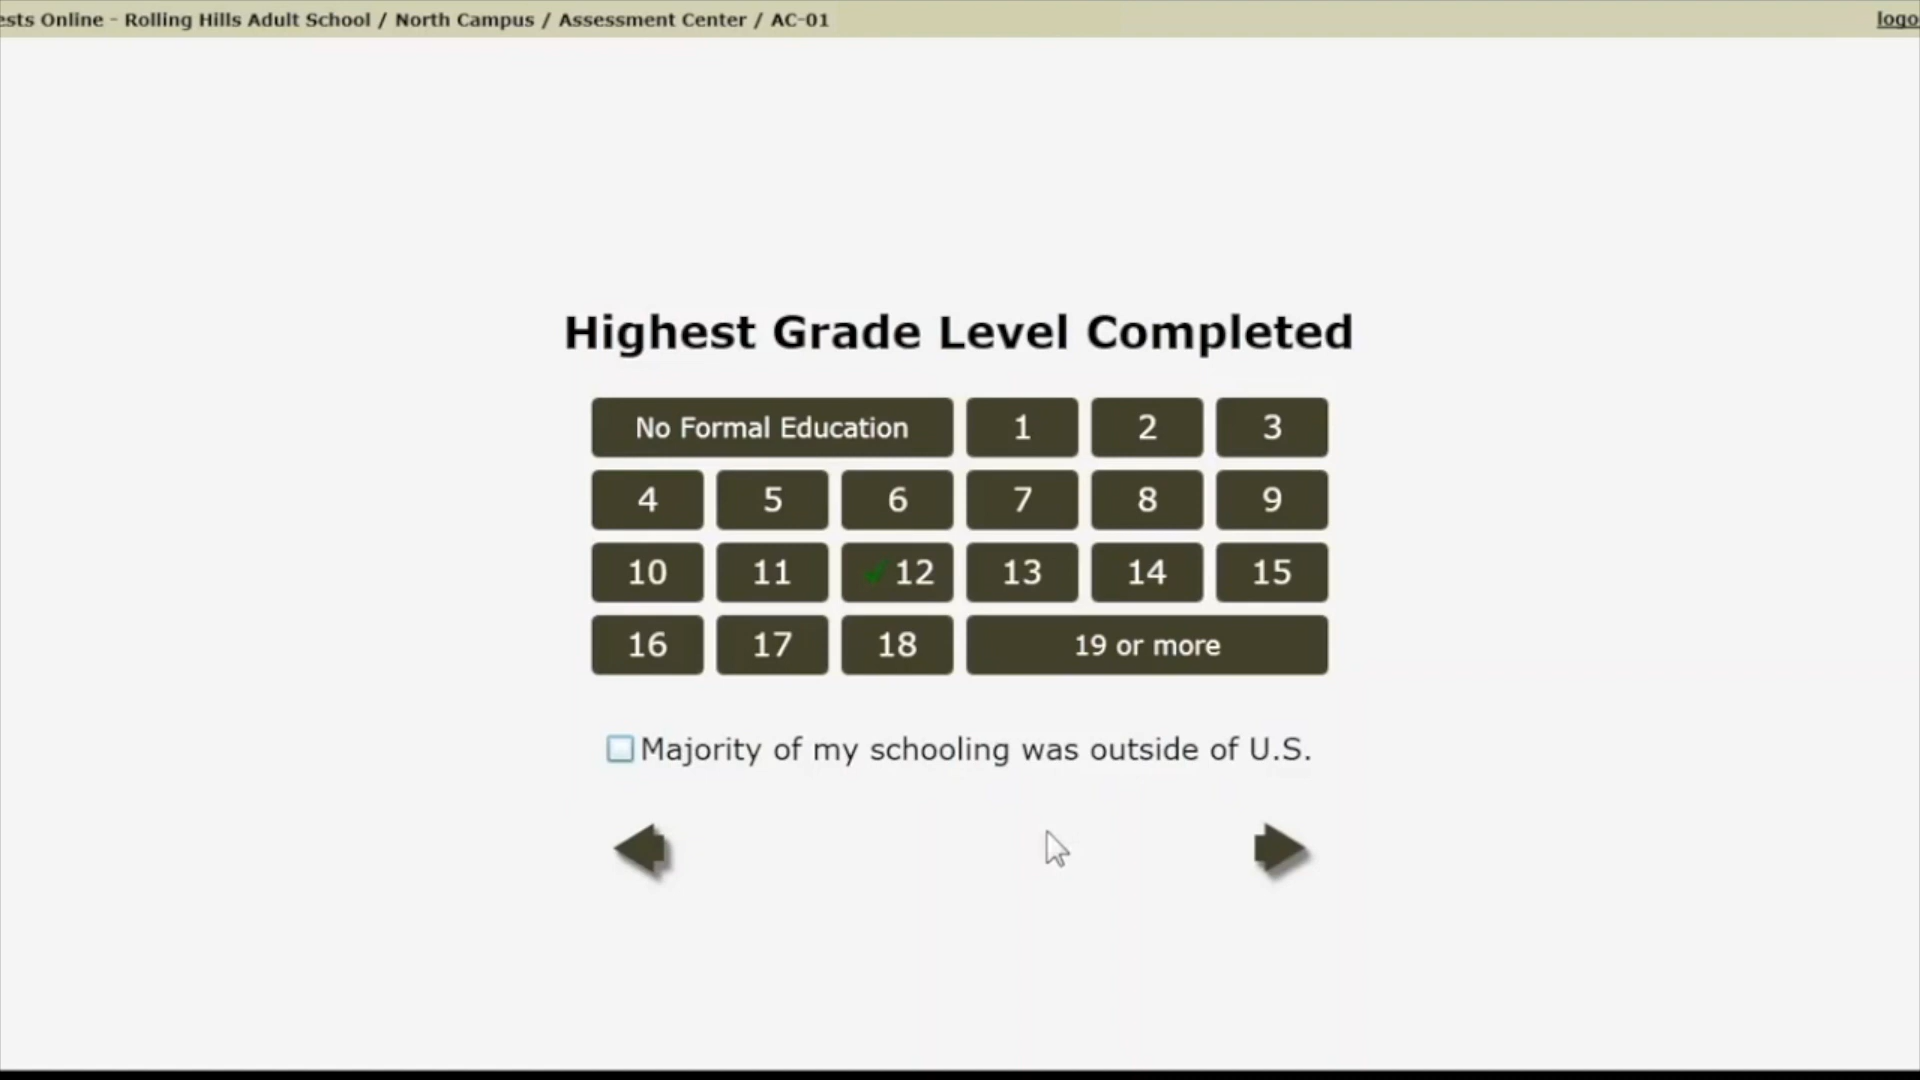 Online - Rolling Hills Adult School / North Campus / Assessment Center / AC-01
Highest Grade Level Completed
No Formal Education 1 2 3
4 5 6 7 8 9
10 11 12 13 14 15
16 17 18 19 or more
Majority of my schooling was outside of U.S.